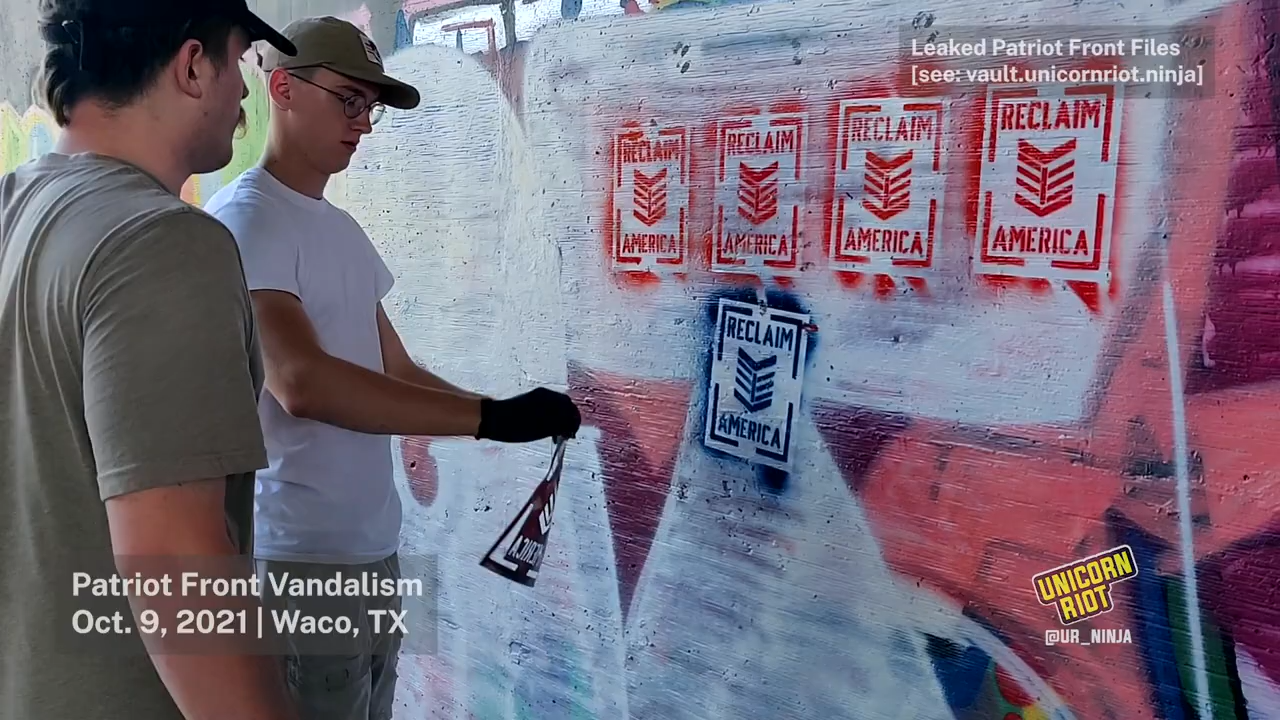 Leaked Patriot Front Files
[see: vault.unicornriot.ninja]
RECLAIM
AMERICA
RECLAIM
AMERICA
RECLAIM
AMERICA
RECLAIM
AMERICA
RECLAIM
AMERICA
Patriot Front Vandalism
Oct. 9, 2021 | Waco, TX
UNICORN
RIOT
@UR_NINJA